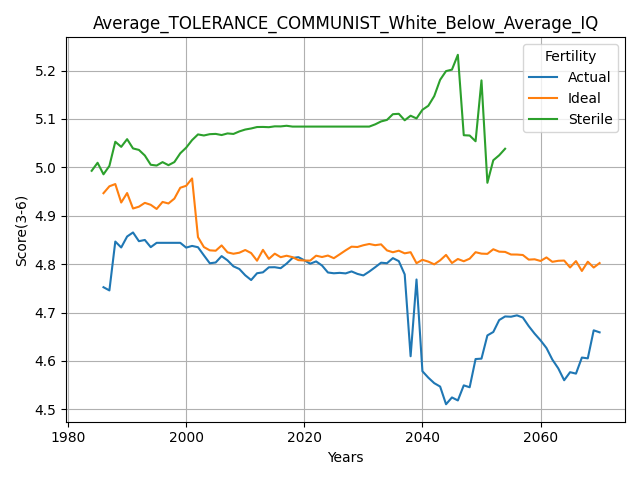 Average_TOLERANCE_COMMUNIST_White_Below_Average_IQ
Fertility
Actual
Ideal
Sterile
Score(3-6)
5.2
5.1
5.0
4.9
4.8
4.7
4.6
4.5
1980
2000
2020
2040
2060
Years